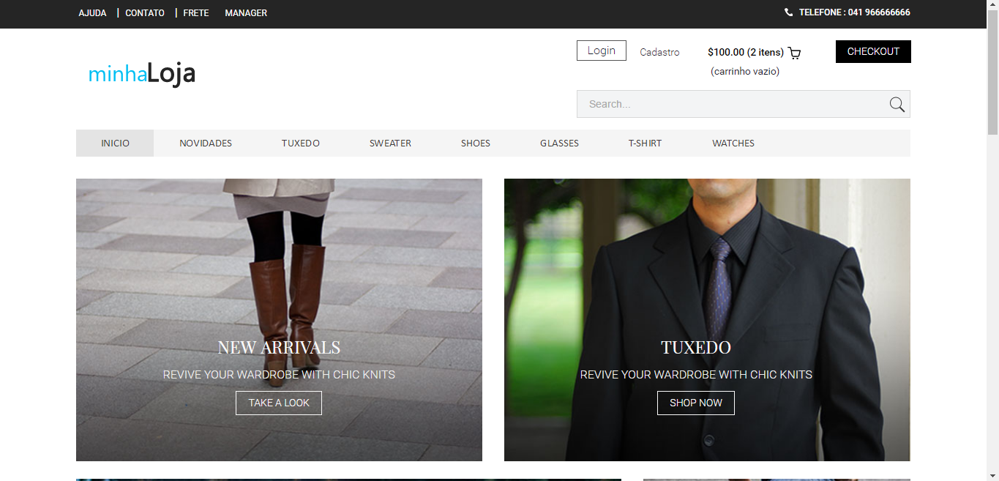 AJUDA | CONTATO | FRETE MANAGER TELEFONE : 041 966666666
minhaLoja
Login Cadastro $100.00 (2 itens) CHECKOUT
(carrinho vazio)
Search...
INICIO NOVIDADES TUXEDO SWEATER SHOES GLASSES T-SHIRT WATCHES
NEW ARRIVALS
REVIVE YOUR WARDROBE WITH CHIC KNITS
TAKE A LOOK
TUXEDO
REVIVE YOUR WARDROBE WITH CHIC KNITS
SHOP NOW